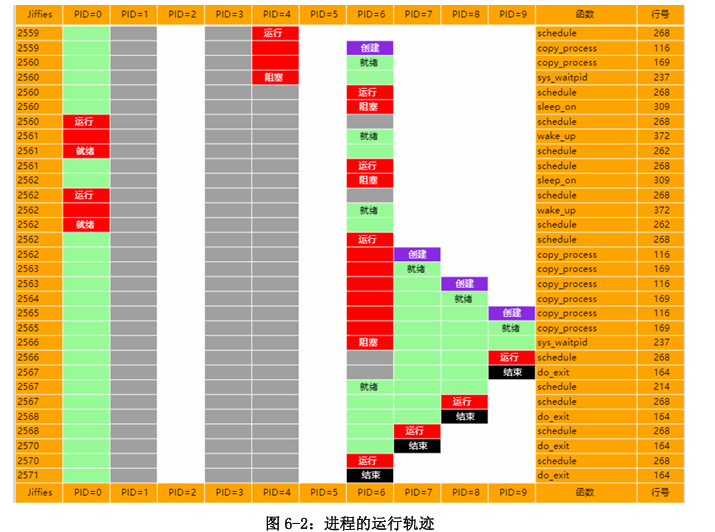 Jiffies PID=0 PID=1 PID=2 PID=3 PID=4 PID=5 PID=6 PID=7 PID=8 PID=9 函数 行号
2559 运行 schedule 268
2559 创建 copy_process 116
2560 就绪 copy_process 169
2560 阻塞 sys_waitpid 237
2560 运行 schedule 268
2560 阻塞 sleep_on 309
2560 运行 schedule 268
2561 就绪 wake_up 372
2561 就绪 schedule 262
2561 运行 schedule 268
2562 阻塞 sleep_on 309
2562 运行 schedule 268
2562 就绪 wake_up 372
2562 就绪 schedule 262
2562 运行 schedule 268
2562 创建 copy_process 116
2563 就绪 copy_process 169
2563 创建 copy_process 116
2564 就绪 copy_process 169
2565 创建 copy_process 116
2565 就绪 copy_process 169
2566 阻塞 sys_waitpid 237
2566 运行 schedule 268
2567 结束 do_exit 164
2567 就绪 schedule 214
2567 运行 schedule 268
2568 结束 do_exit 164
2568 运行 schedule 268
2570 结束 do_exit 164
2570 运行 schedule 268
2571 结束 do_exit 164
Jiffies PID=0 PID=1 PID=2 PID=3 PID=4 PID=5 PID=6 PID=7 PID=8 PID=9 函数 行号
图 6-2：进程的运行轨迹